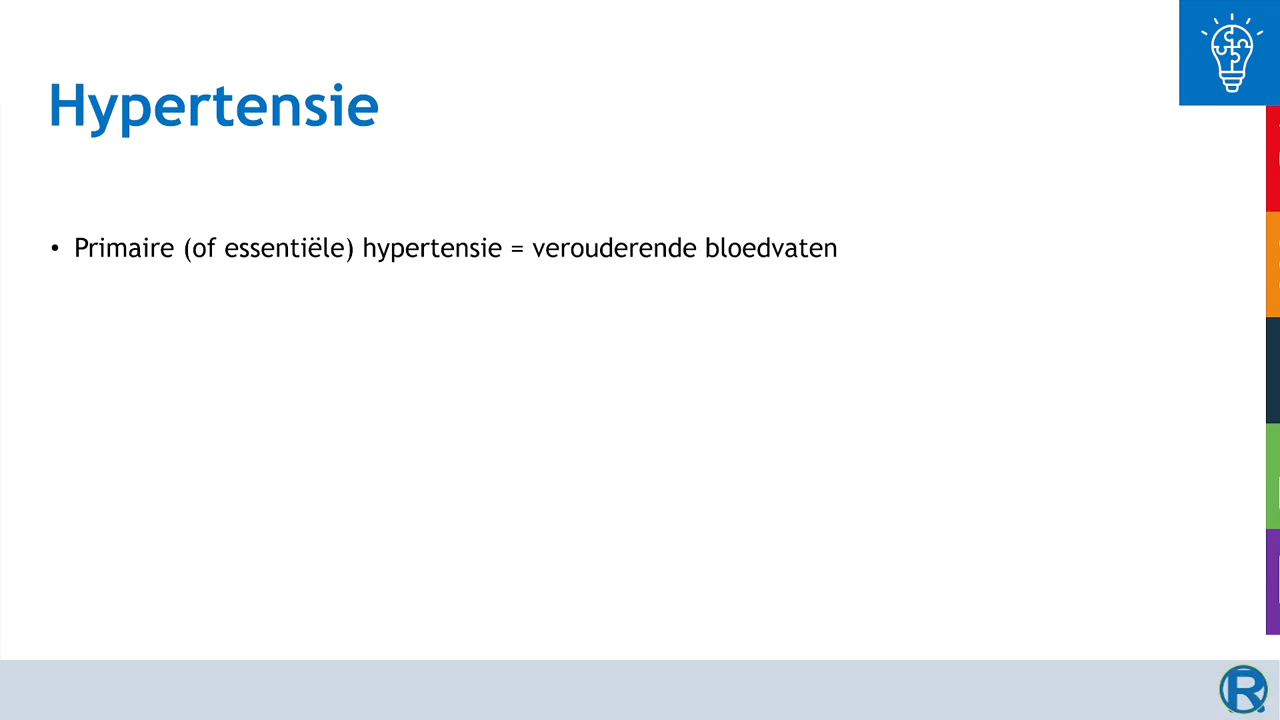 Hypertensie
• Primaire (of essentiële) hypertensie = verouderende bloedvaten
R